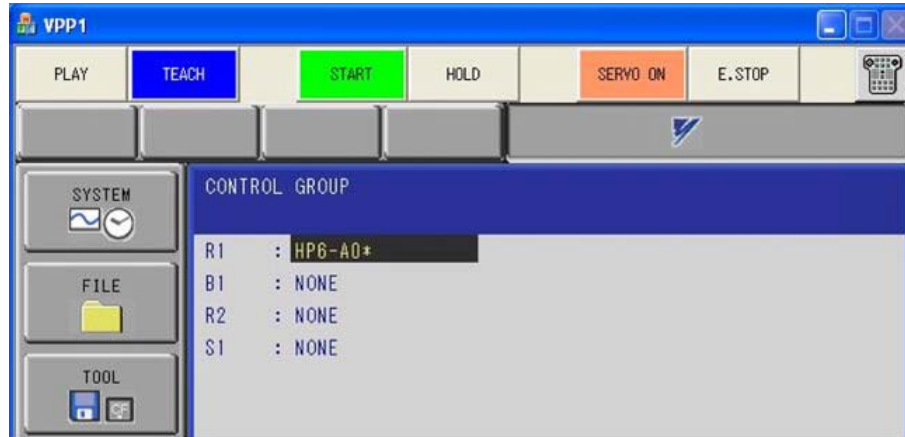 VPP1
PLAY TEACH START HOLD SERVO ON E.STOP
SYSTEM
CONTROL GROUP
R1 : HP6-A0*
B1 : NONE
FILE
R2 : NONE
S1 : NONE
TOOL
CF